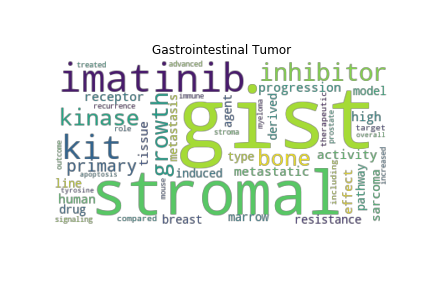 Gastrointestinal Tumor
treated
advanced
imatinib
inhibitor
receptor
recurrence
role
immune
metastasis
growth
agent
derived
myeloma
progression
model
therapeutic
prostate
high
target
overall
kinase
gist
stroma
kit
tissue
type
bone
activity
primary
outcome
apoptosis
induced
metastatic
line
tyrosine
mouse
stromal
including
effect
pathway
sarcoma
increased
human
drug
signaling
compared
breast
marrow
resistance